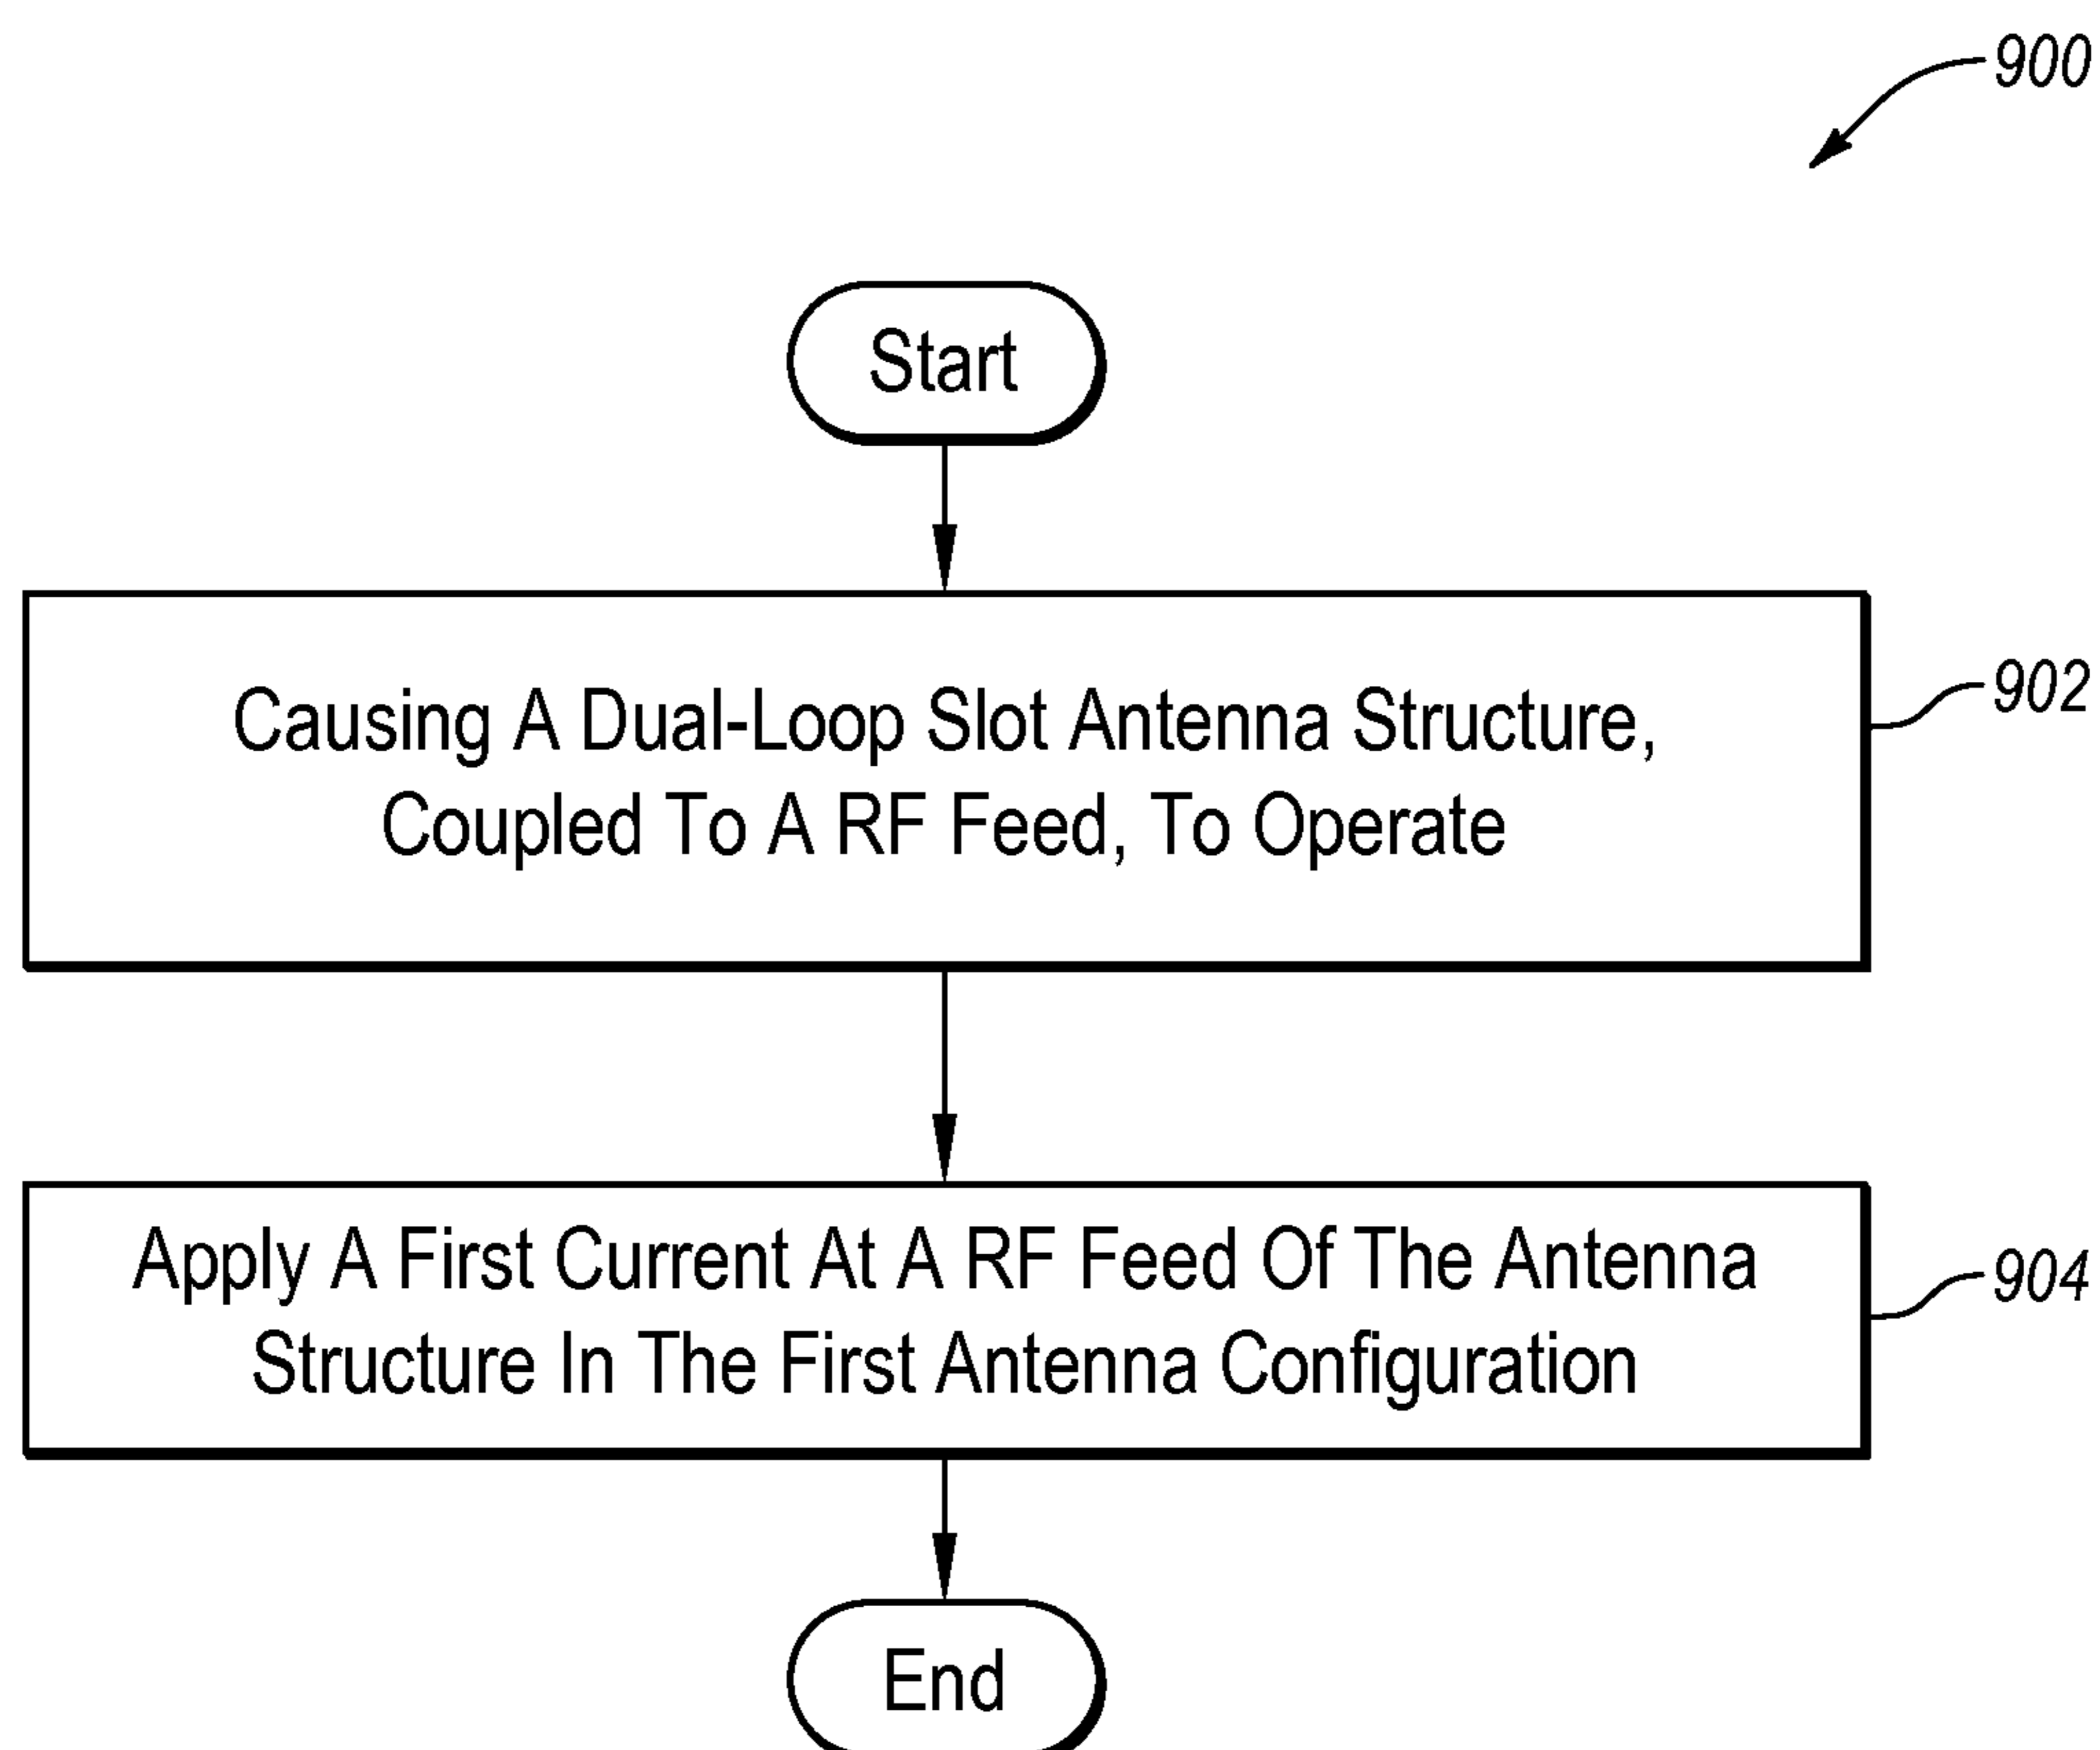 900
Start
Causing A Dual-Loop Slot Antenna Structure,
Coupled To A RF Feed, To Operate
902
Apply A First Current At A RF Feed Of The Antenna
Structure In The First Antenna Configuration
904
End